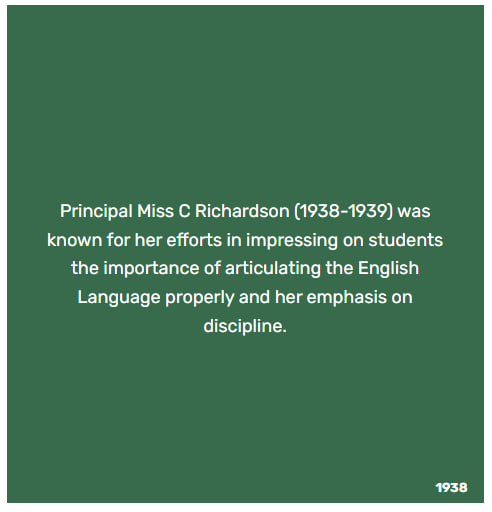 Principal Miss C Richardson (1938-1939) was
known for her efforts in impressing on students
the importance of articulating the English
Language properly and her emphasis on
discipline.
1938